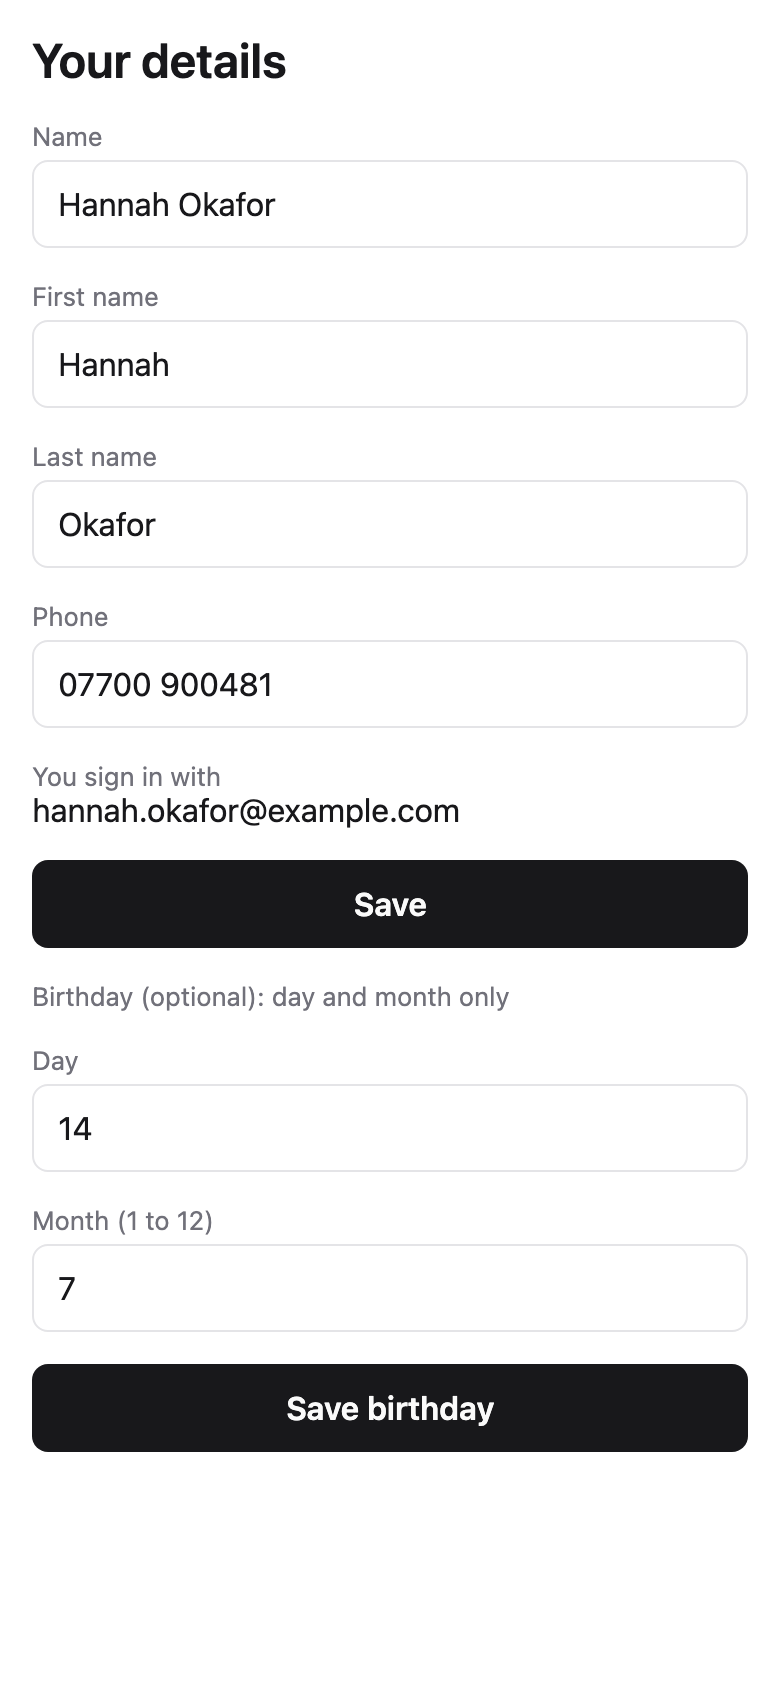 Your details
Name
Hannah Okafor
First name
Hannah
Last name
Okafor
Phone
07700 900481
You sign in with
hannah.okafor@example.com
Save
Birthday (optional): day and month only
Day
14
Month (1 to 12)
7
Save birthday